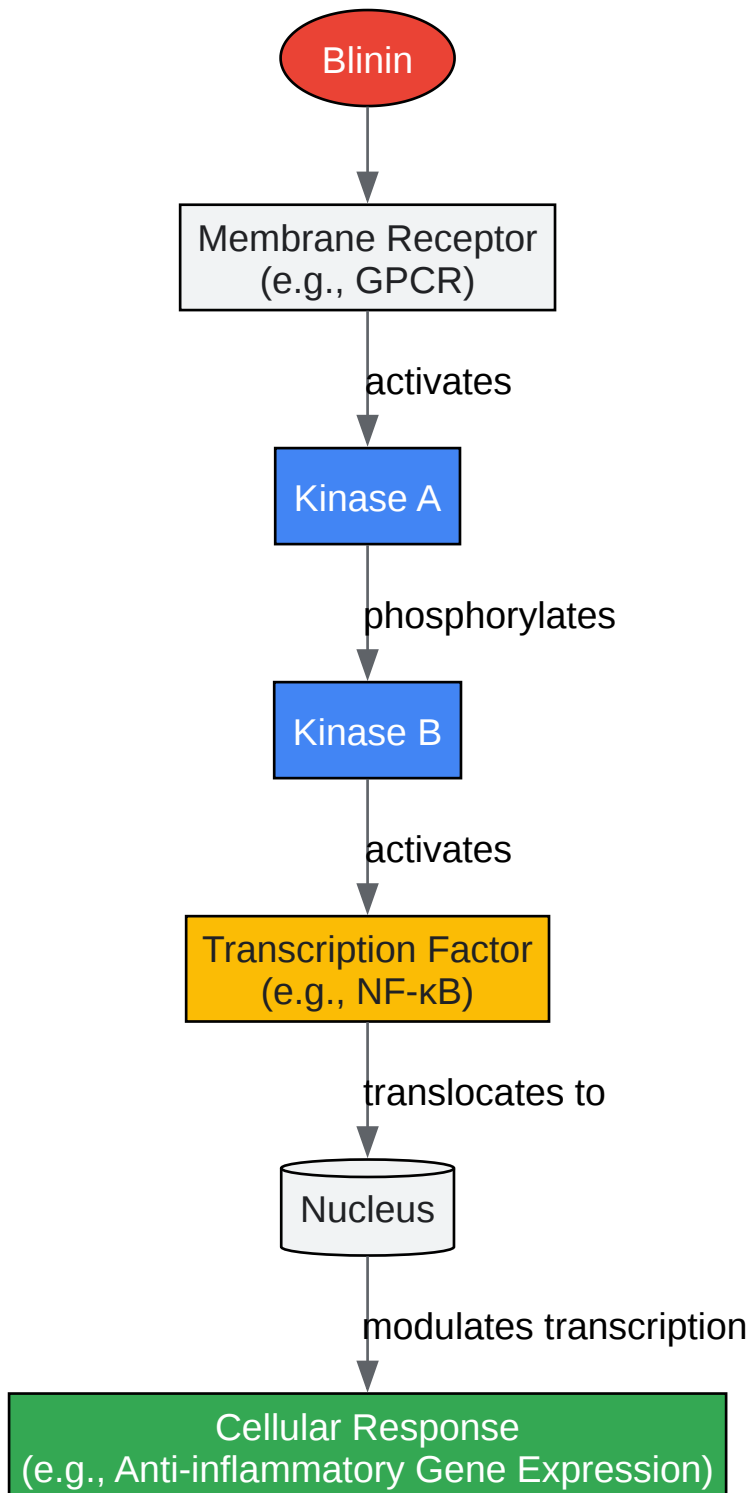 Blinin
Membrane Receptor
(e.g., GPCR)
activates
Kinase A
phosphorylates
Kinase B
activates
Transcription Factor
(e.g., NF-κB)
translocates to
Nucleus
modulates transcription
Cellular Response
(e.g., Anti-inflammatory Gene Expression)